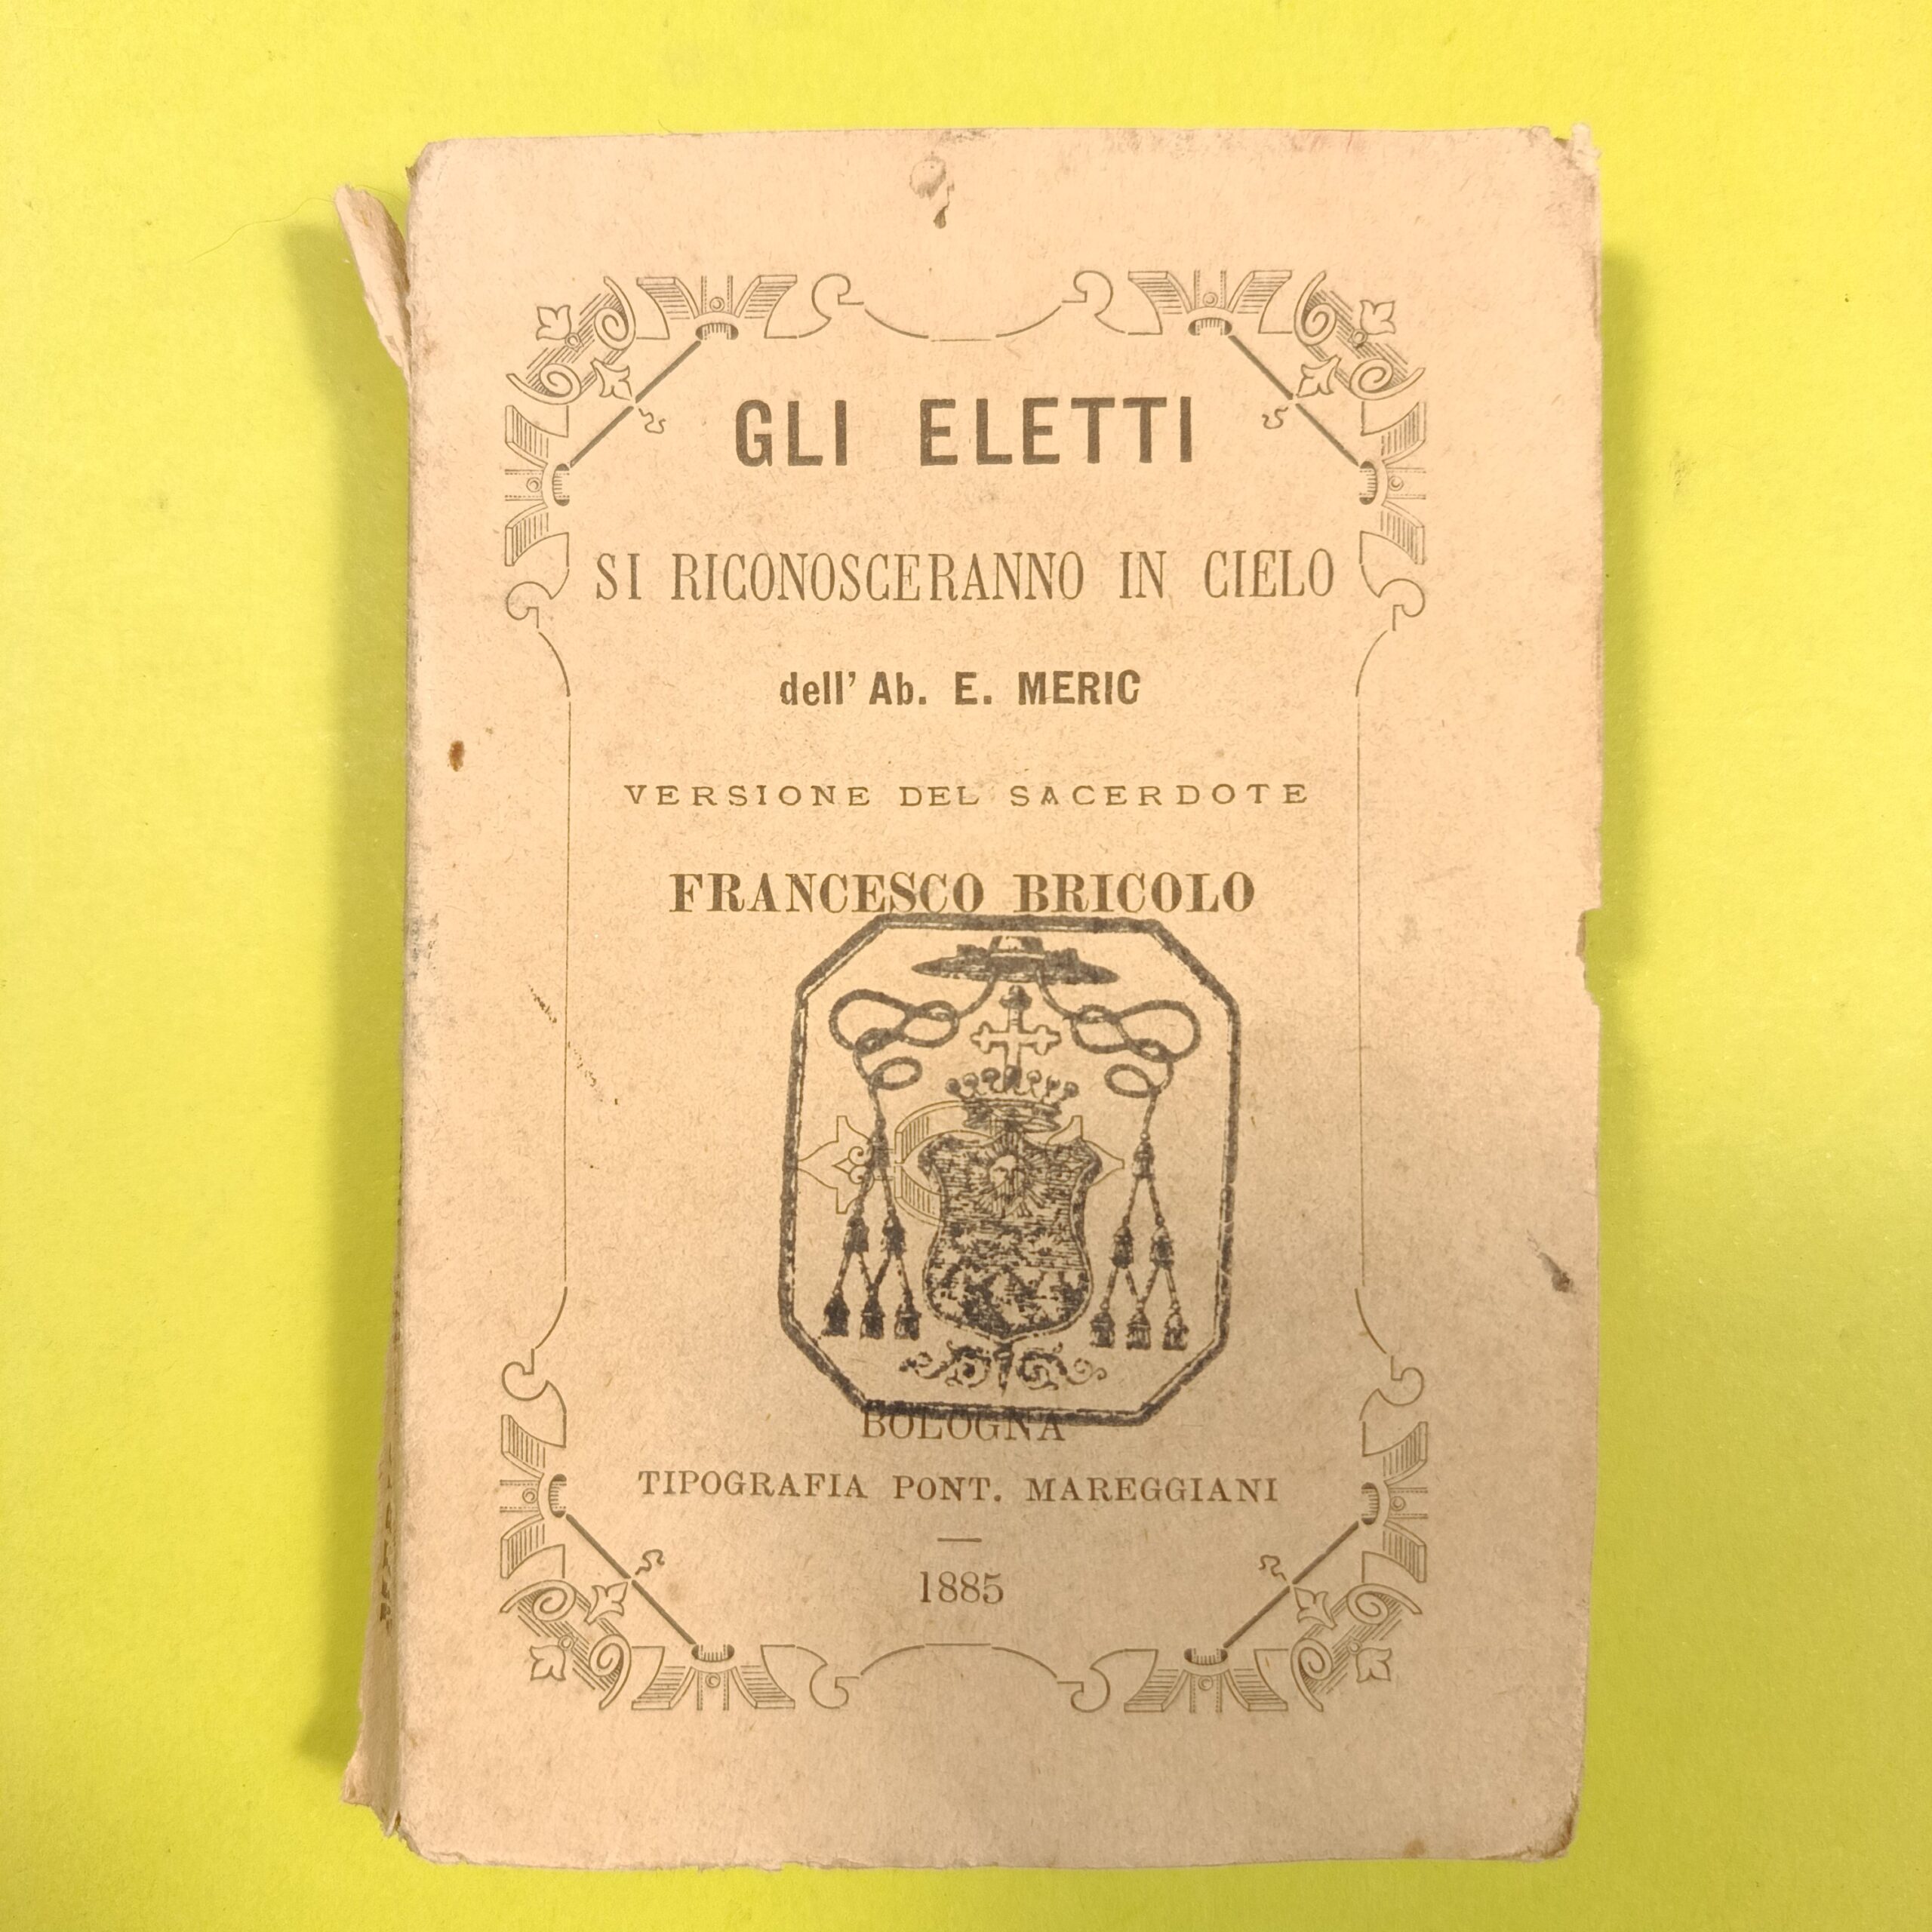 GLI ELETTI
SI RICONOSCERANNO IN CIELO
dell' Ab. E. MERIC
VERSIONE DEL SACERDOTE
FRANCESCO BRICOLO
BOLOGNA
TIPOGRAFIA PONT. MAREGGIANI
1885